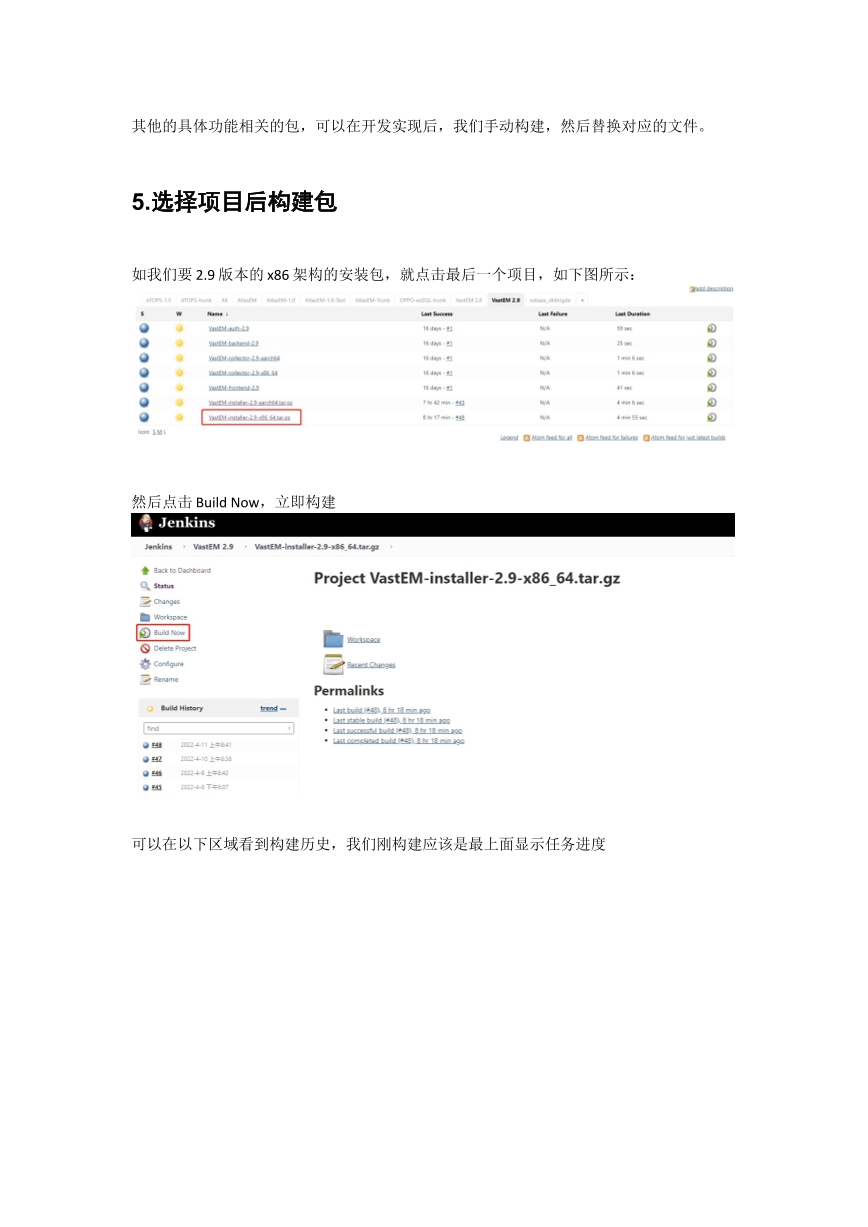 其他的具体功能相关的包，可以在开发实现后，我们手动构建，然后替换对应的文件。
5.选择项目后构建包
如我们要 2.9 版本的 x86 架构的安装包，就点击最后一个项目，如下图所示：
add description
ATOPS-1.5 ATOPS-trunk All AtlasEM AtlasEM-1.0 AtlasEM-1.0-Test AtlasEM-Trunk VastEM 2.8 VastEM 2.9 +
S W Name ↓ Last Success Last Failure Last Duration
VastEM-auth-2.9 16 days - #1 N/A 59 sec
VastEM-backend-2.9 16 days - #1 N/A 25 sec
VastEM-collector-2.9-aarch64 16 days - #1 N/A 1 min 6 sec
VastEM-collector-2.9-x86_64 16 days - #1 N/A 1 min 6 sec
VastEM-frontend-2.9 16 days - #1 N/A 41 sec
VastEM-installer-2.9-aarch64.tar.gz 7 hr 42 min - #43 N/A 4 min 6 sec
VastEM-installer-2.9-x86_64.tar.gz 8 hr 17 min - #48 N/A 4 min 55 sec
Icon: S M L
Legend Atom feed for all Atom feed for failures Atom feed for just latest builds
然后点击 Build Now，立即构建
Jenkins
Jenkins VastEM 2.9 VastEM-installer-2.9-x86_64.tar.gz
Back to Dashboard
Status
Changes
Workspace
Build Now
Delete Project
Configure
Rename
Build History trend —
find x
#48 2022-4-11 上午8:41
#47 2022-4-10 上午8:38
#46 2022-4-9 上午8:42
#45 2022-4-8 下午6:07
Project VastEM-installer-2.9-x86_64.tar.gz
Workspace
Recent Changes
Permalinks
Last build (#48), 8 hr 18 min ago
Last stable build (#48), 8 hr 18 min ago
Last successful build (#48), 8 hr 18 min ago
Last completed build (#48), 8 hr 18 min ago
可以在以下区域看到构建历史，我们刚构建应该是最上面显示任务进度